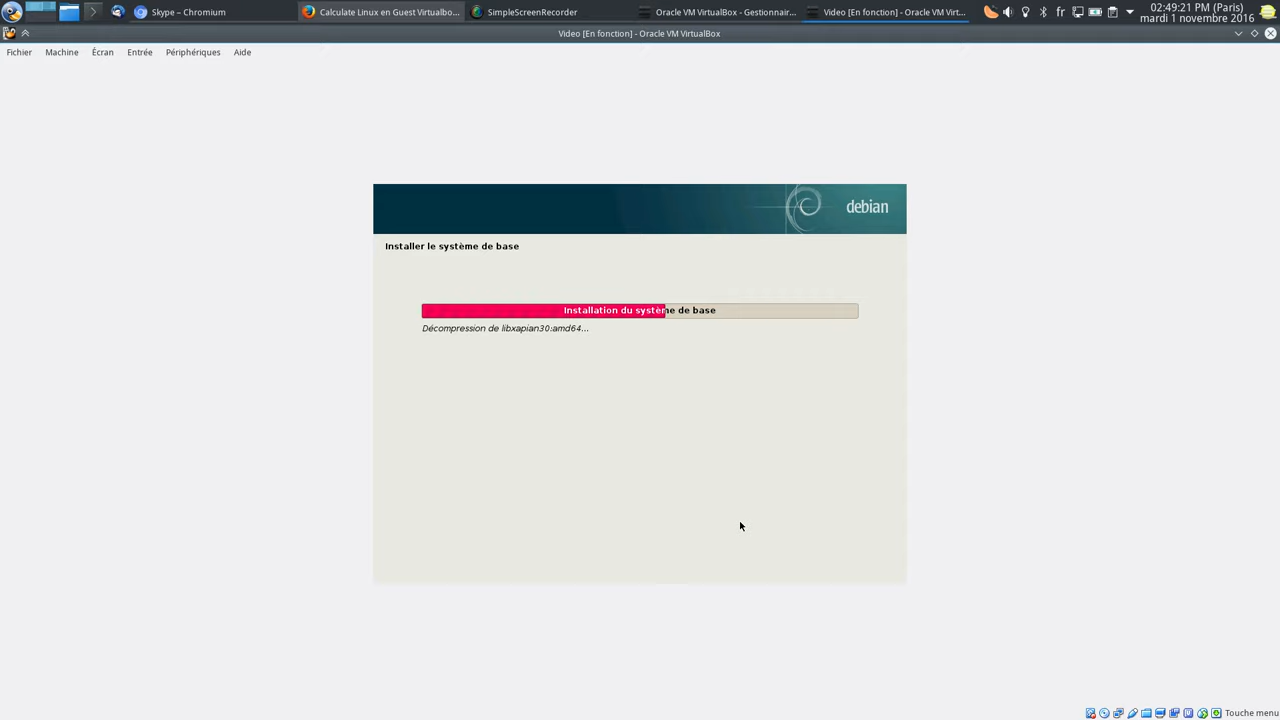 Skype – Chromium
Calculate Linux en Guest Virtualbo...
SimpleScreenRecorder
Oracle VM VirtualBox - Gestionnair...
Video [En fonction] - Oracle VM Virt...
fr
02:49:21 PM (Paris)
mardi 1 novembre 2016
Video [En fonction] - Oracle VM VirtualBox
Fichier Machine Écran Entrée Périphériques Aide
debian
Installer le système de base
Installation du système de base
Décompression de libxapian30:amd64...
Touche menu